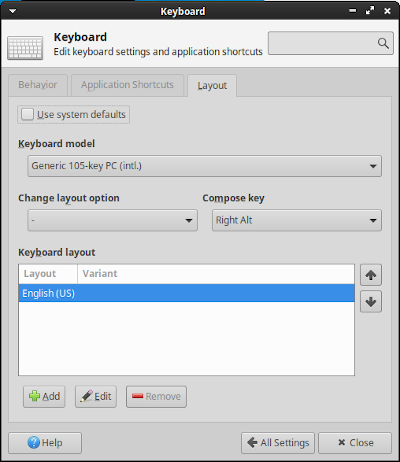 Keyboard
Keyboard
Edit keyboard settings and application shortcuts
Behavior Application Shortcuts Layout
Use system defaults
Keyboard model
Generic 105-key PC (intl.)
Change layout option Compose key
- Right Alt
Keyboard layout
Layout Variant
English (US)
Add Edit Remove
Help All Settings Close